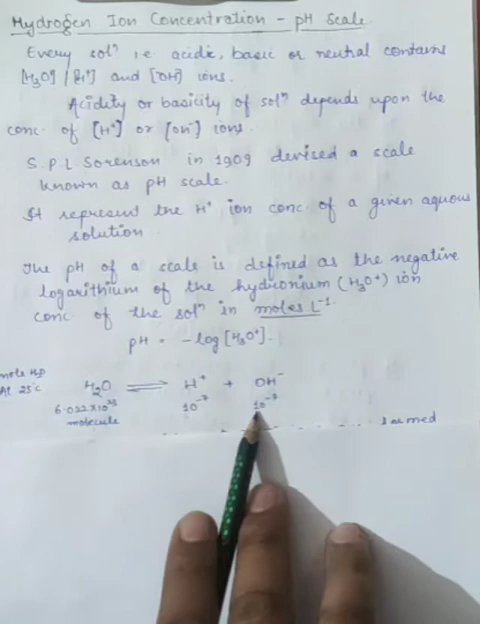 Hydrogen Ion Concentration - pH Scale.
Every solⁿ i.e acidic, basic or neutral contains
[H₃O⁺] / [H⁺] and [OH] ions.
Acidity or basicity of solⁿ depends upon the
conc. of [H⁺] or [OH⁻] ions.
S.P.L Sorenson in 1909 devised a scale
known as pH scale.
It represent the H⁺ ion conc. of a given aquous
solution
The pH of a scale is defined as the negative
logarithium of the hydronium (H₃O⁺) ion
conc of the solⁿ in moles L⁻¹.
pH = -log [H₃O⁺].
mole H₂O
At 25°C H₂O ⇌ H⁺ + OH⁻
6.022 X 10²³ 10⁻⁷ 10⁻⁷
molecule